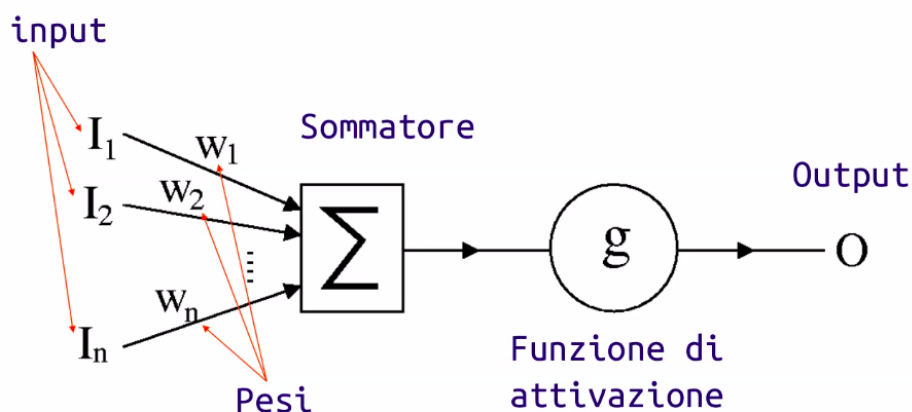 input
Sommatore
I₁
w₁
Output
I₂
w₂
∑
g
O
wₙ
Iₙ
Funzione di
attivazione
Pesi